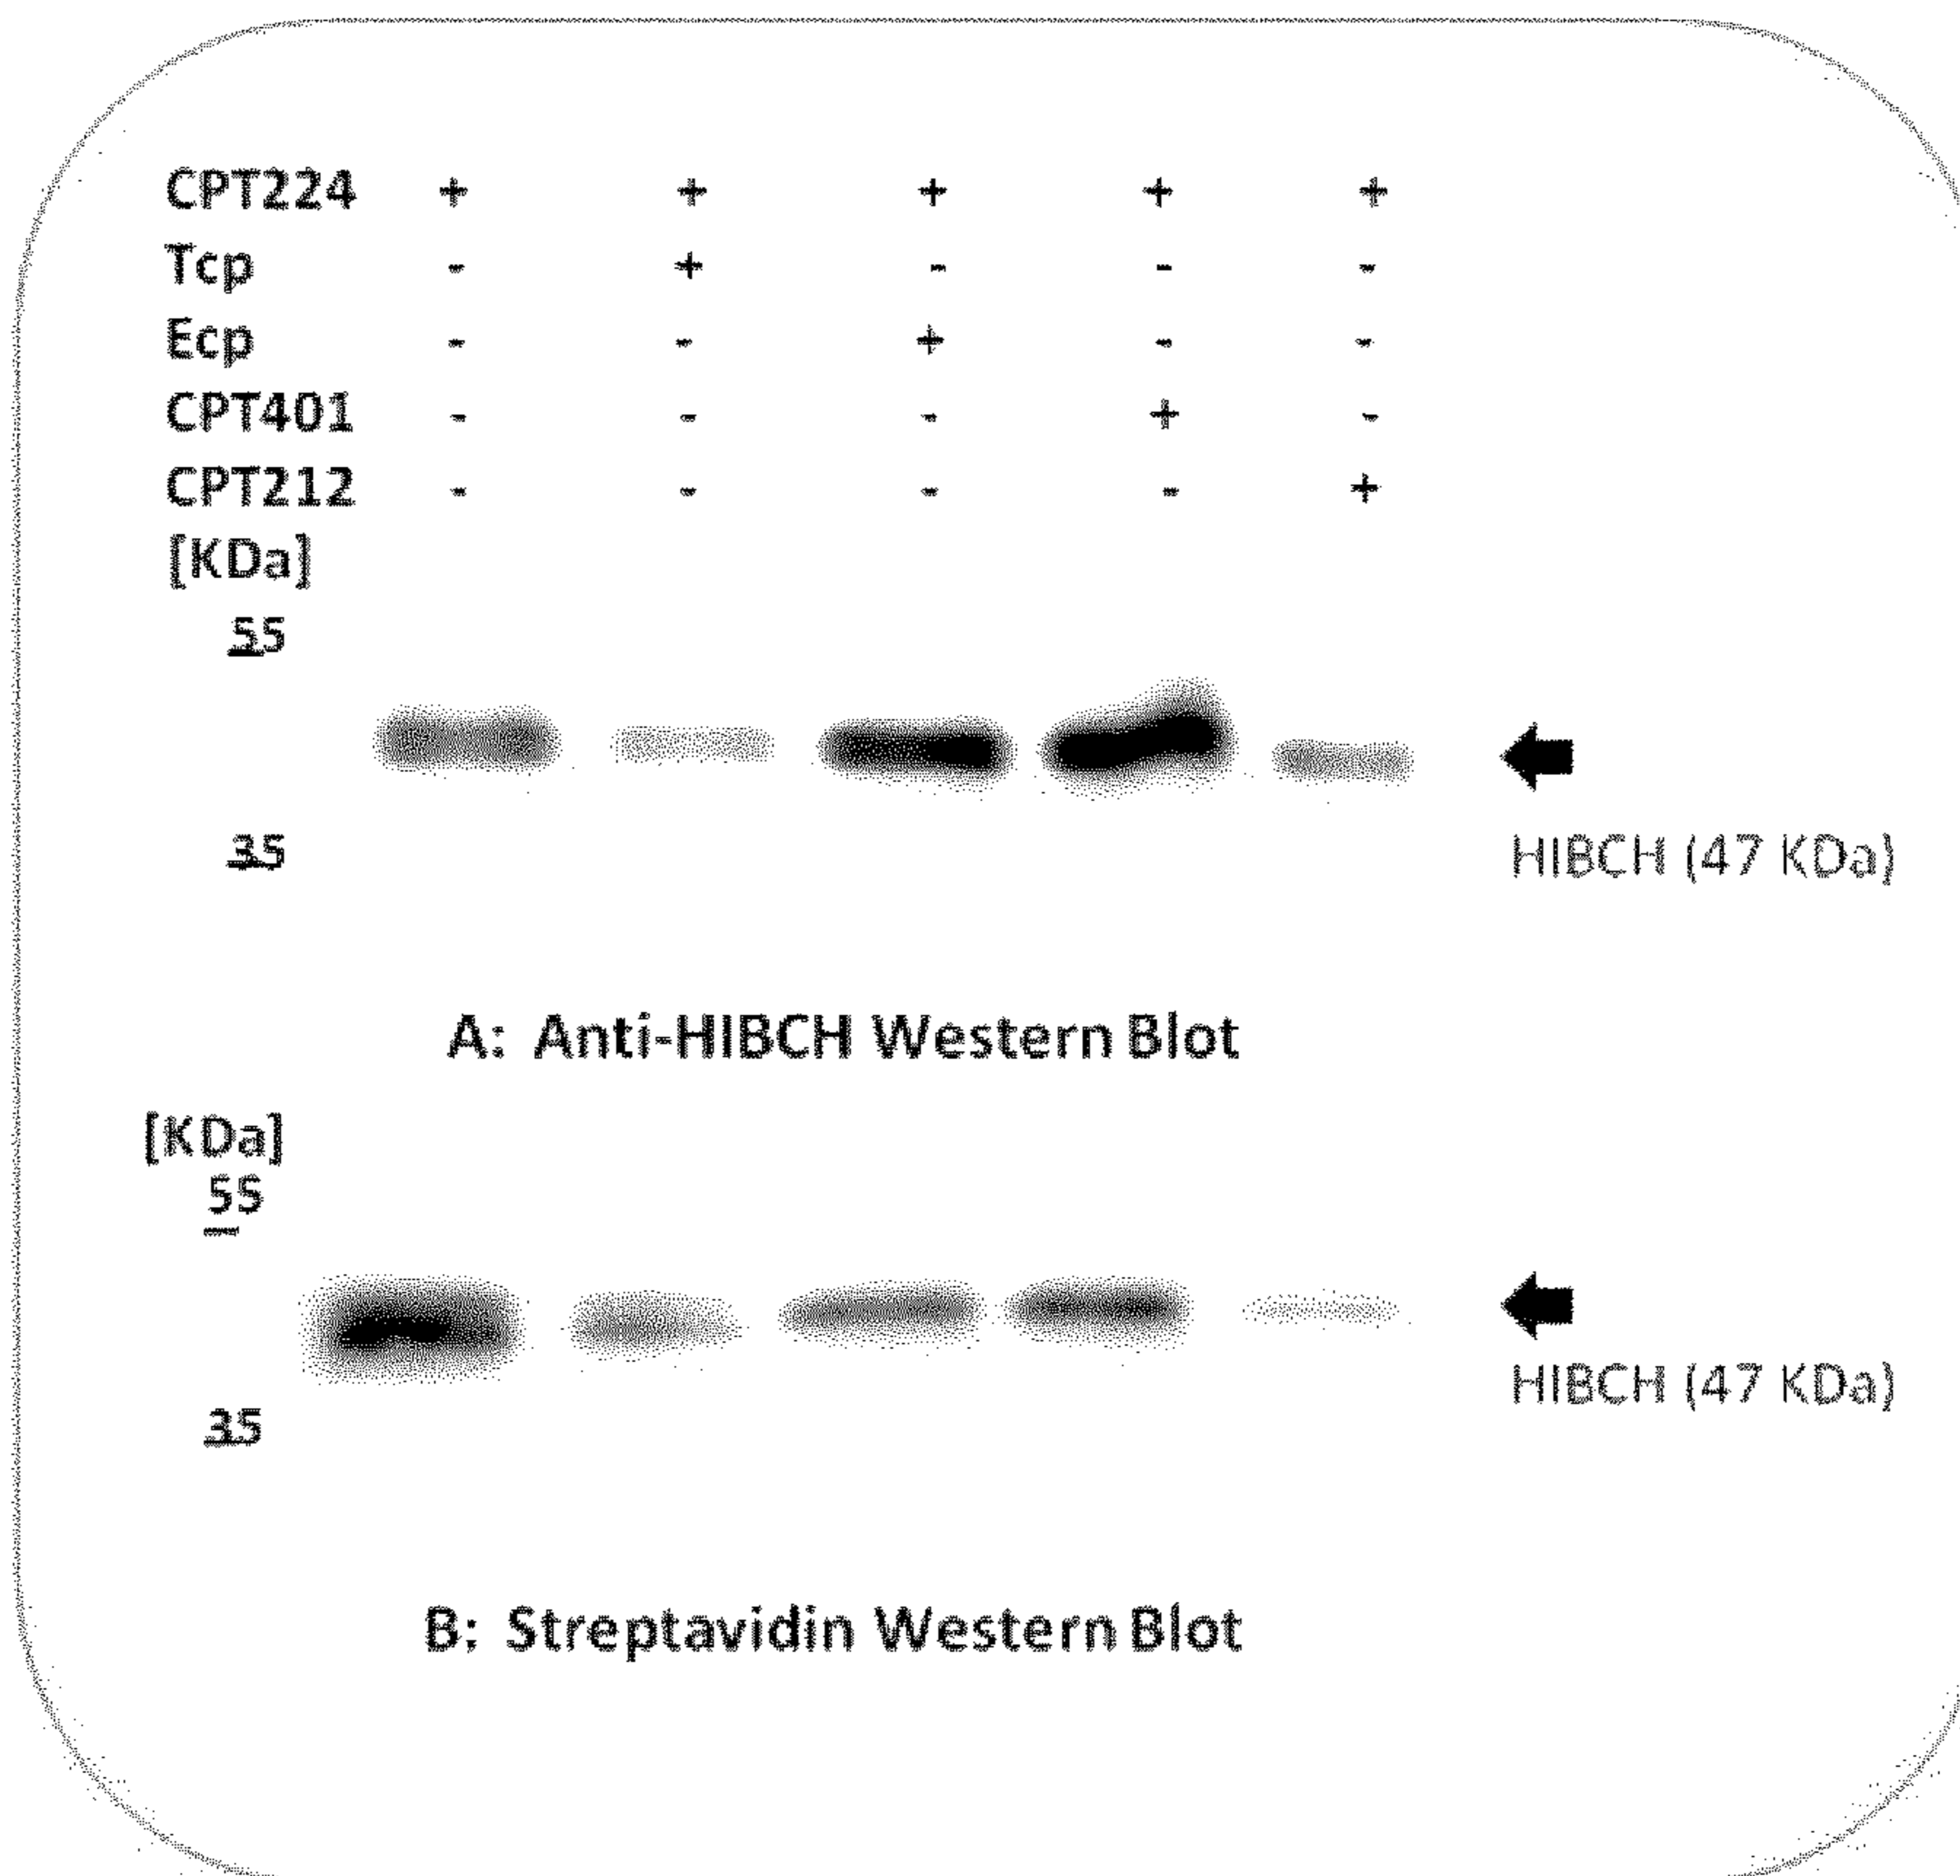 CPT224 + + + + +
Tcp - + - - -
Ecp - - + - -
CPT401 - - - + -
CPT212 - - - - +
[KDa]
55
35
HIBCH (47 KDa)
A: Anti-HIBCH Western Blot
[KDa]
55
35
HIBCH (47 KDa)
B: Streptavidin Western Blot